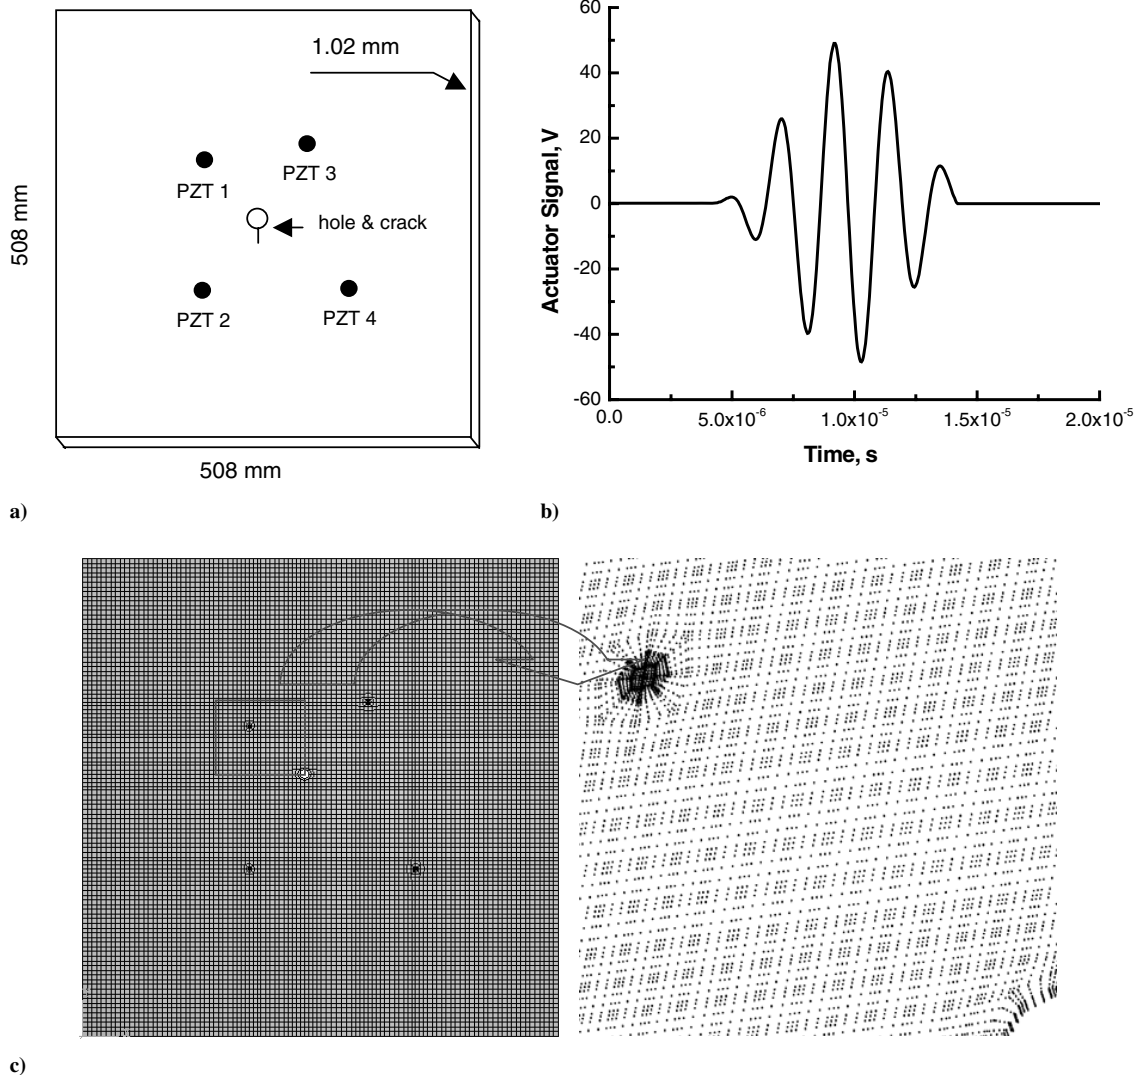 1.02 mm
PZT 1
PZT 3
hole & crack
508 mm
PZT 2
PZT 4
508 mm
a)
60
40
20
0
-20
-40
-60
Actuator Signal, V
0.0
5.0x10⁻⁶
1.0x10⁻⁵
1.5x10⁻⁵
2.0x10⁻⁵
Time, s
b)
c)